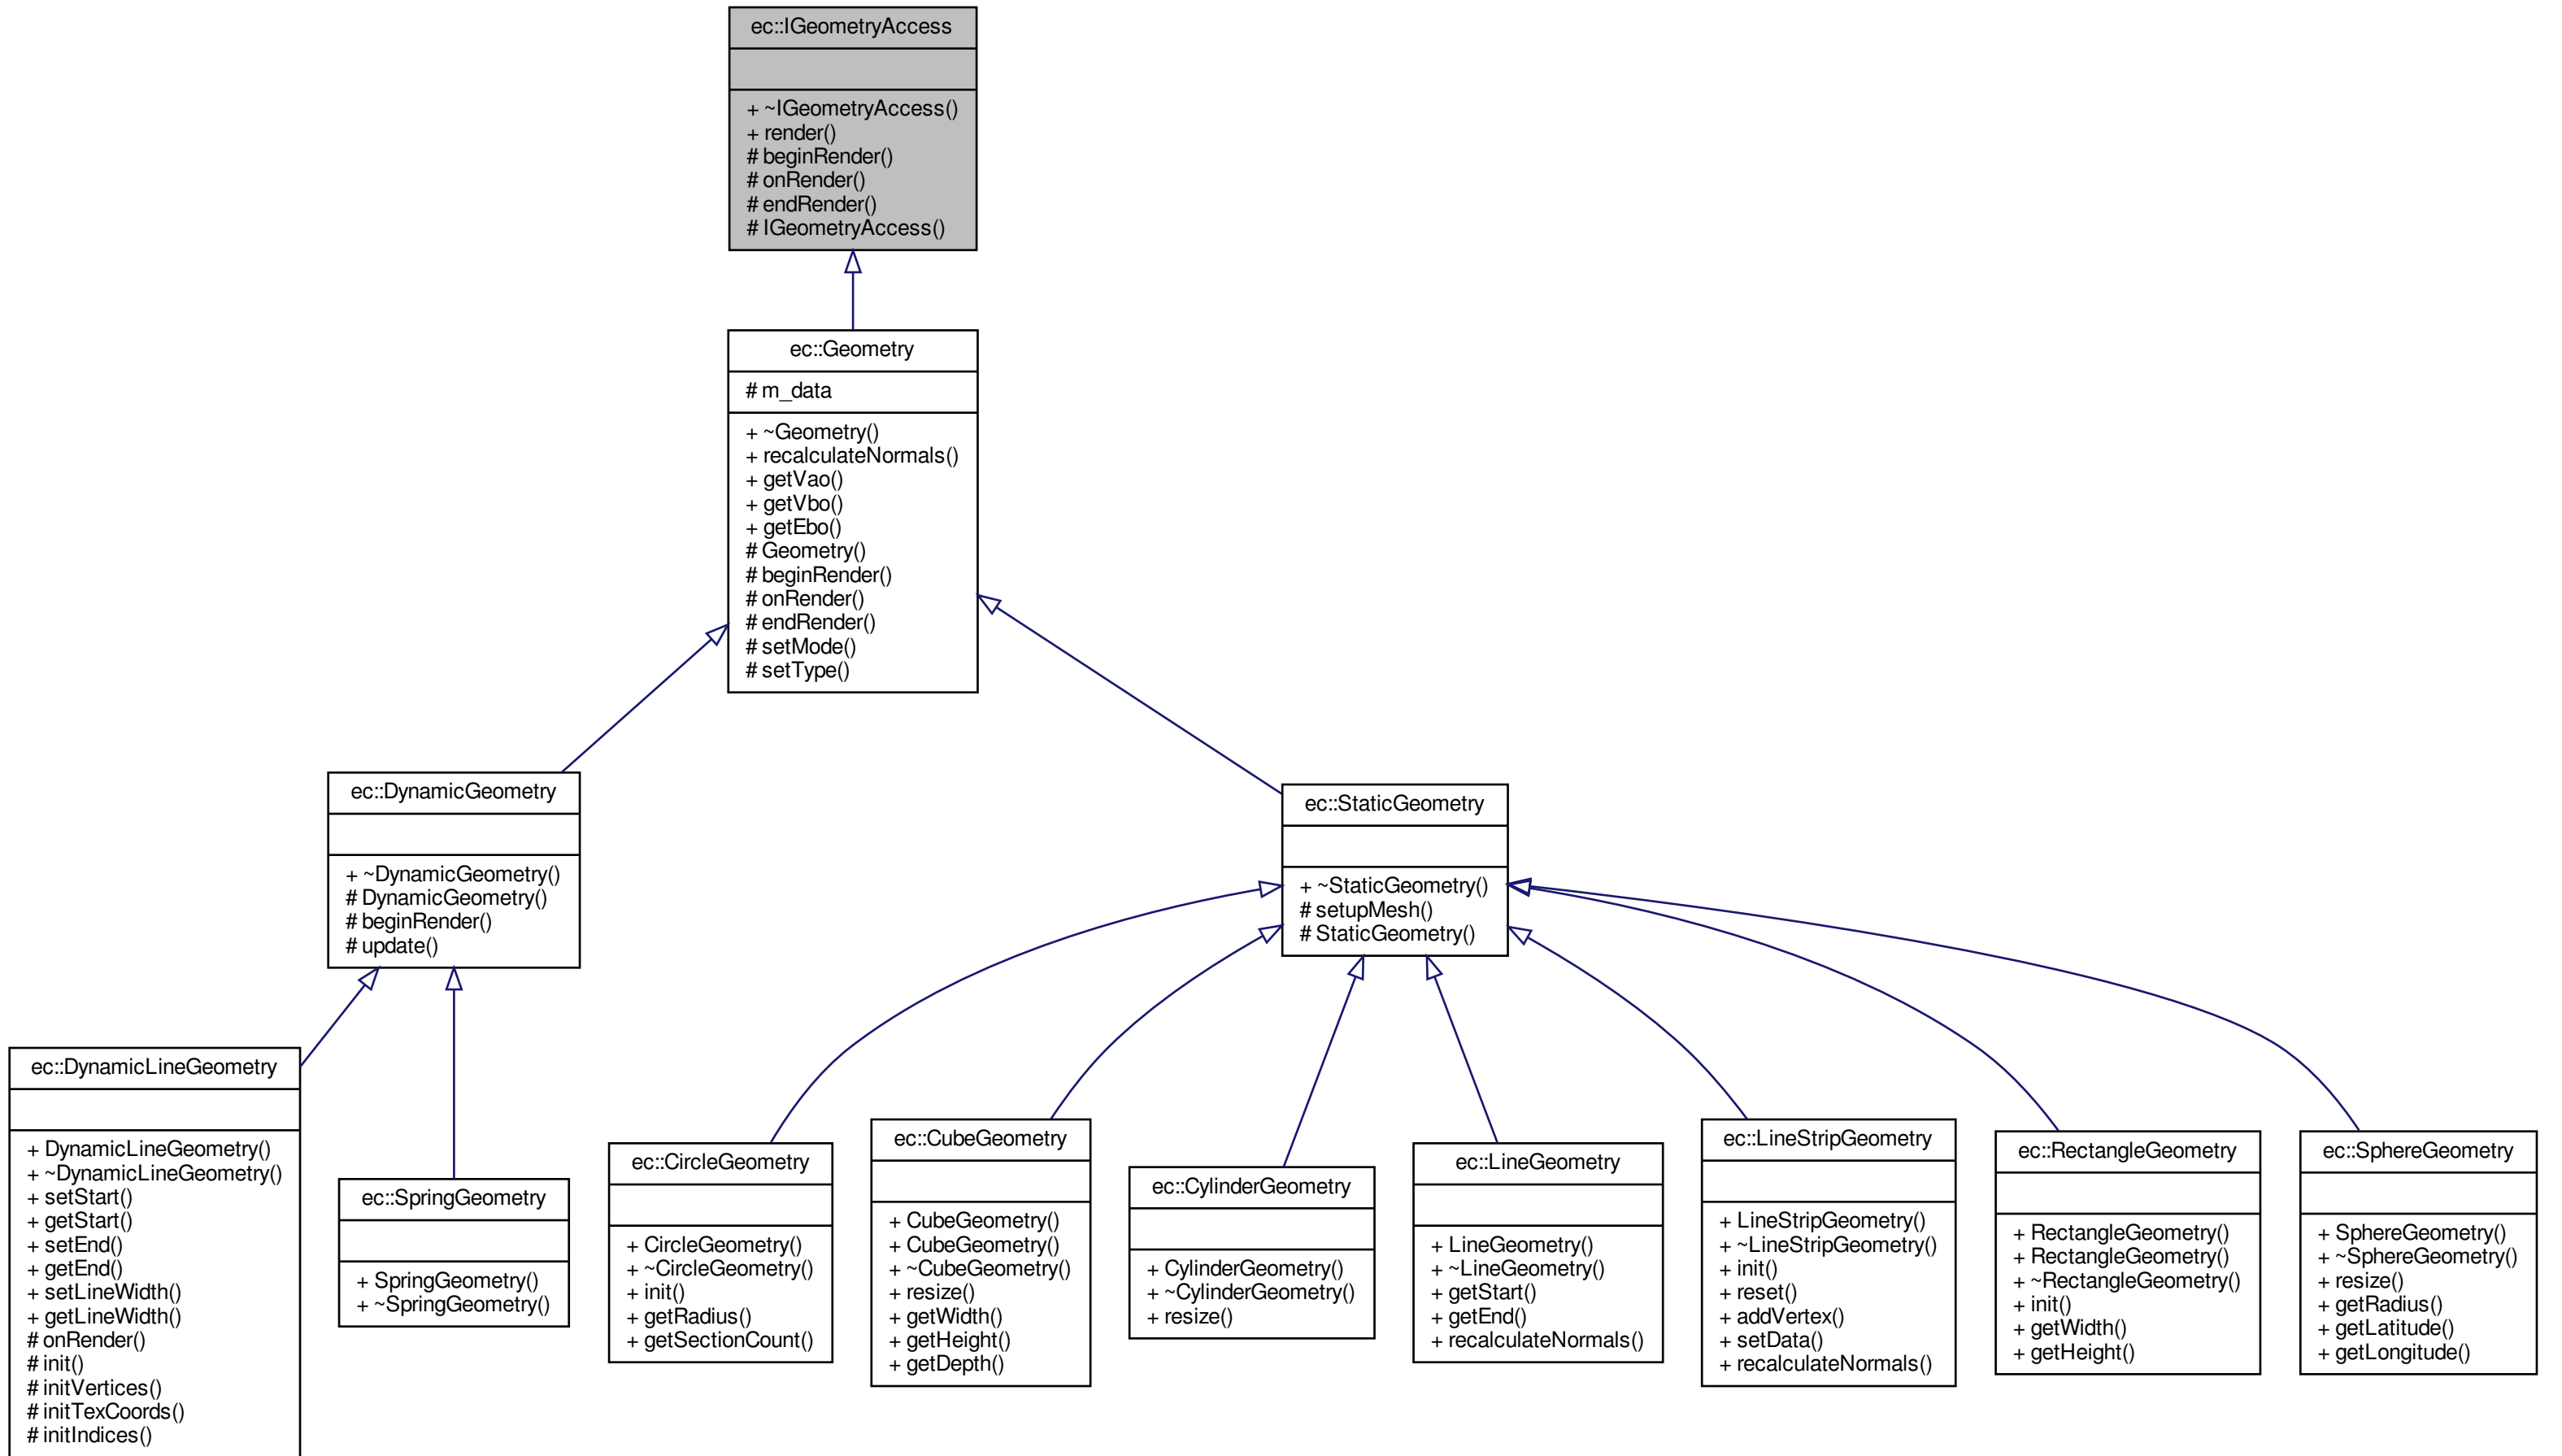 ec::IGeometryAccess
+ ~IGeometryAccess()
+ render()
# beginRender()
# onRender()
# endRender()
# IGeometryAccess()
ec::Geometry
# m_data
+ ~Geometry()
+ recalculateNormals()
+ getVao()
+ getVbo()
+ getEbo()
# Geometry()
# beginRender()
# onRender()
# endRender()
# setMode()
# setType()
ec::DynamicGeometry
+ ~DynamicGeometry()
# DynamicGeometry()
# beginRender()
# update()
ec::StaticGeometry
+ ~StaticGeometry()
# setupMesh()
# StaticGeometry()
ec::DynamicLineGeometry
+ DynamicLineGeometry()
+ ~DynamicLineGeometry()
+ setStart()
+ getStart()
+ setEnd()
+ getEnd()
+ setLineWidth()
+ getLineWidth()
# onRender()
# init()
# initVertices()
# initTexCoords()
# initIndices()
ec::SpringGeometry
+ SpringGeometry()
+ ~SpringGeometry()
ec::CircleGeometry
+ CircleGeometry()
+ ~CircleGeometry()
+ init()
+ getRadius()
+ getSectionCount()
ec::CubeGeometry
+ CubeGeometry()
+ CubeGeometry()
+ ~CubeGeometry()
+ resize()
+ getWidth()
+ getHeight()
+ getDepth()
ec::CylinderGeometry
+ CylinderGeometry()
+ ~CylinderGeometry()
+ resize()
ec::LineGeometry
+ LineGeometry()
+ ~LineGeometry()
+ getStart()
+ getEnd()
+ recalculateNormals()
ec::LineStripGeometry
+ LineStripGeometry()
+ ~LineStripGeometry()
+ init()
+ reset()
+ addVertex()
+ setData()
+ recalculateNormals()
ec::RectangleGeometry
+ RectangleGeometry()
+ RectangleGeometry()
+ ~RectangleGeometry()
+ init()
+ getWidth()
+ getHeight()
ec::SphereGeometry
+ SphereGeometry()
+ ~SphereGeometry()
+ resize()
+ getRadius()
+ getLatitude()
+ getLongitude()